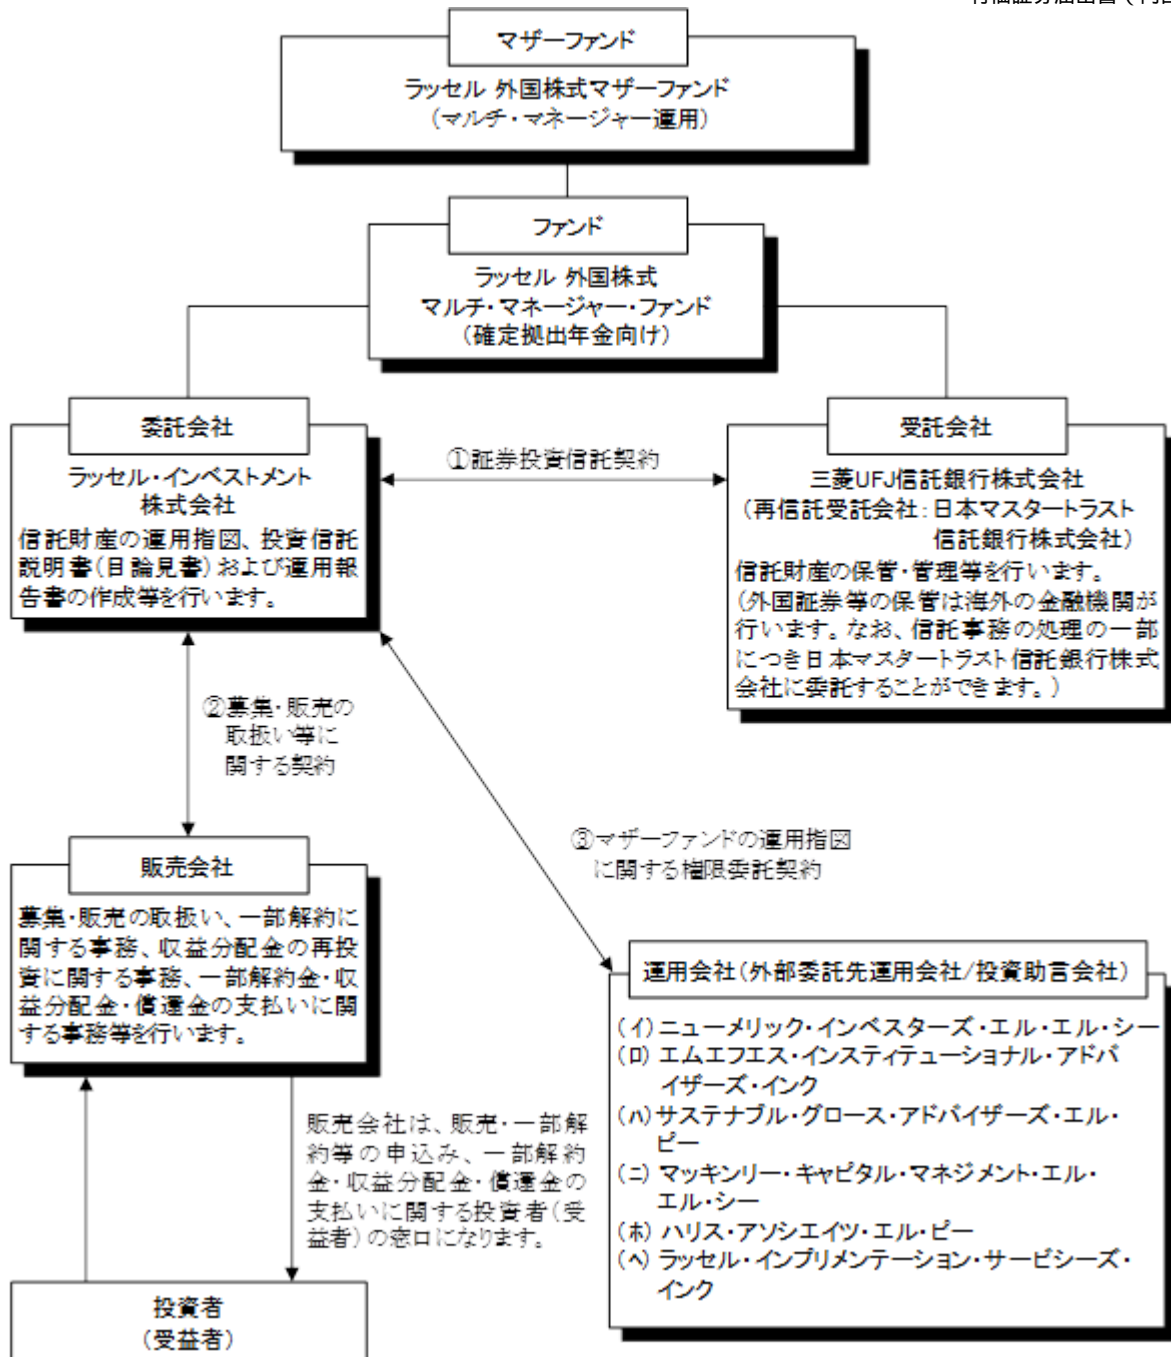 マザーファンド
ラッセル 外国株式マザーファンド
(マルチ・マネージャー運用)
ファンド
ラッセル 外国株式
マルチ・マネージャー・ファンド
(確定拠出年金向け)
委託会社
ラッセル・インベストメント
株式会社
信託財産の運用指図、投資信託
説明書(目論見書)および運用報
告書の作成等を行います。
①証券投資信託契約
受託会社
三菱UFJ信託銀行株式会社
(再信託受託会社:日本マスタートラスト
信託銀行株式会社)
信託財産の保管・管理等を行います。
(外国証券等の保管は海外の金融機関が
行います。なお、信託事務の処理の一部
につき日本マスタートラスト信託銀行株式
会社に委託することができます。)
②募集・販売の
取扱い等に
関する契約
③マザーファンドの運用指図
に関する権限委託契約
販売会社
募集・販売の取扱い、一部解約に
関する事務、収益分配金の再投
資に関する事務、一部解約金・収
益分配金・償還金の支払いに関
する事務等を行います。
運用会社(外部委託先運用会社/投資助言会社)
(イ)ニューメリック・インベスターズ・エル・エル・シー
(ロ)エムエフエス・インスティテューショナル・アドバ
イザーズ・インク
(ハ)サステナブル・グロース・アドバイザーズ・エル・
ピー
(ニ)マッキンリー・キャピタル・マネジメント・エル・
エル・シー
(ホ)ハリス・アソシエイツ・エル・ピー
(ヘ)ラッセル・インプリメンテーション・サービシーズ・
インク
販売会社は、販売・一部解
約等の申込み、一部解約
金・収益分配金・償還金の
支払いに関する投資者(受
益者)の窓口になります。
投資者
(受益者)